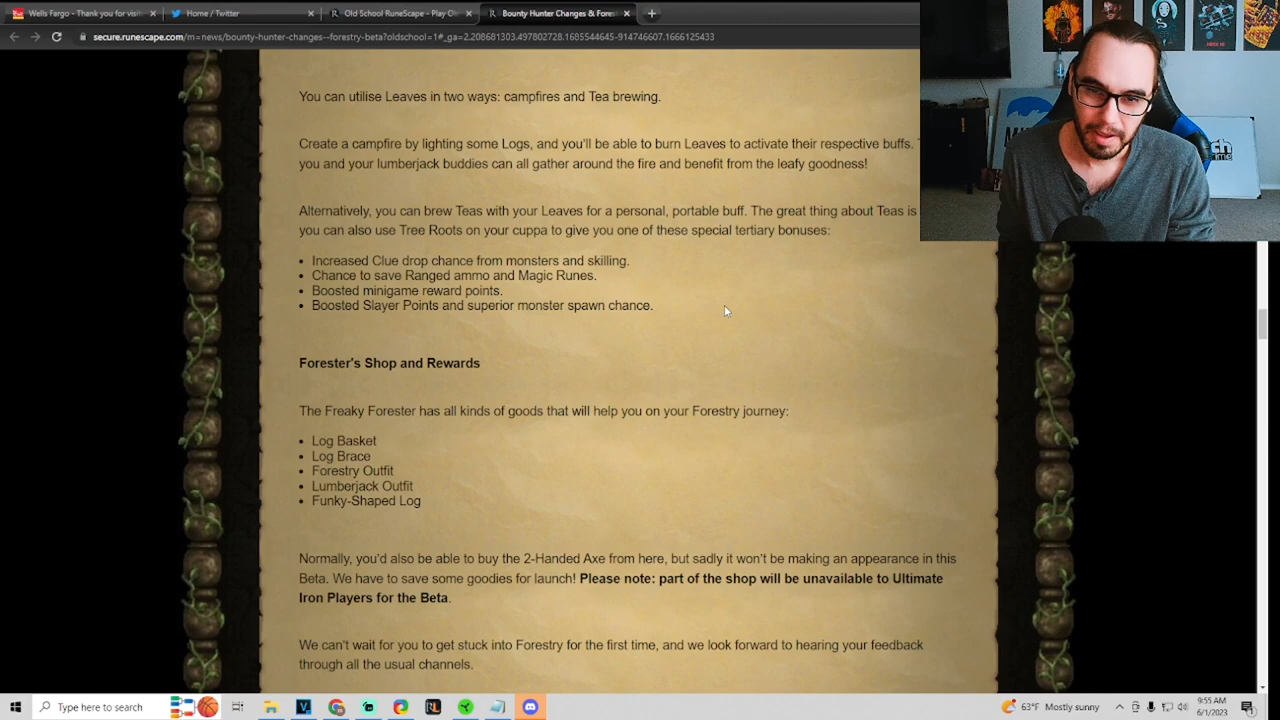 Wells Fargo - Thank you for visit
Home / Twitter
Old School RuneScape - Play Ol
Bounty Hunter Changes & Fores
secure.runescape.com/m=news/bounty-hunter-changes--forestry-beta?oldschool=1#_ga=2.208681303.497802728.1685544645-914746607.1666125433
You can utilise Leaves in two ways: campfires and Tea brewing.
Create a campfire by lighting some Logs, and you'll be able to burn Leaves to activate their respective buffs.
you and your lumberjack buddies can all gather around the fire and benefit from the leafy goodness!
Alternatively, you can brew Teas with your Leaves for a personal, portable buff. The great thing about Teas is
you can also use Tree Roots on your cuppa to give you one of these special tertiary bonuses:
• Increased Clue drop chance from monsters and skilling.
• Chance to save Ranged ammo and Magic Runes.
• Boosted minigame reward points.
• Boosted Slayer Points and superior monster spawn chance.
Forester's Shop and Rewards
The Freaky Forester has all kinds of goods that will help you on your Forestry journey:
• Log Basket
• Log Brace
• Forestry Outfit
• Lumberjack Outfit
• Funky-Shaped Log
Normally, you'd also be able to buy the 2-Handed Axe from here, but sadly it won't be making an appearance in this
Beta. We have to save some goodies for launch! Please note: part of the shop will be unavailable to Ultimate
Iron Players for the Beta.
We can't wait for you to get stuck into Forestry for the first time, and we look forward to hearing your feedback
through all the usual channels.
Type here to search
63°F Mostly sunny
9:55 AM
6/1/2023